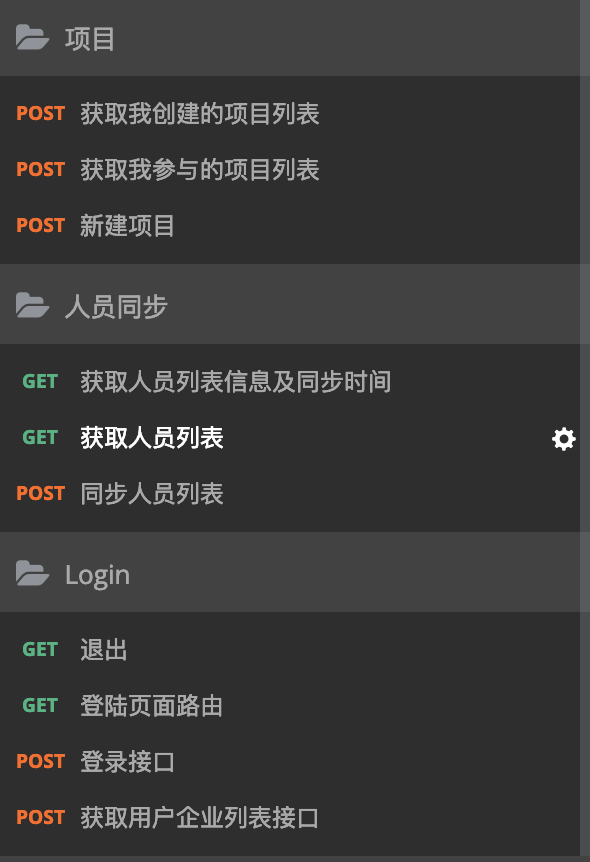 项目
POST 获取我创建的项目列表
POST 获取我参与的项目列表
POST 新建项目
人员同步
GET 获取人员列表信息及同步时间
GET 获取人员列表
POST 同步人员列表
Login
GET 退出
GET 登陆页面路由
POST 登录接口
POST 获取用户企业列表接口